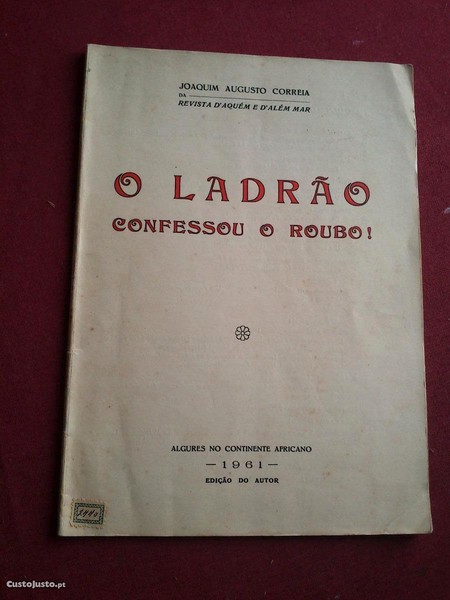 JOAQUIM AUGUSTO CORREIA
DA
REVISTA D'AQUÉM E D'ALÉM MAR
O LADRÃO
CONFESSOU O ROUBO!
ALGURES NO CONTINENTE AFRICANO
— 1961 —
EDIÇÃO DO AUTOR
CustoJusto.pt